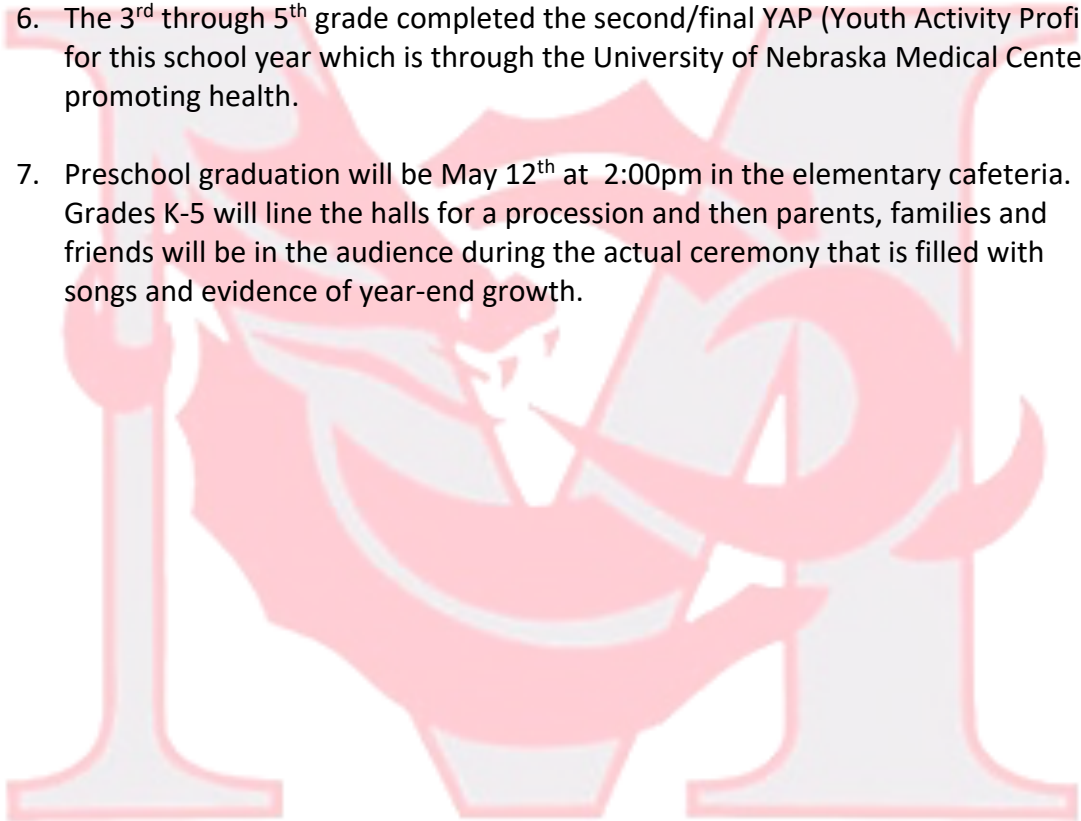 6. The 3rd through 5th grade completed the second/final YAP (Youth Activity Profi
for this school year which is through the University of Nebraska Medical Cente
promoting health.
7. Preschool graduation will be May 12th at 2:00pm in the elementary cafeteria.
Grades K-5 will line the halls for a procession and then parents, families and
friends will be in the audience during the actual ceremony that is filled with
songs and evidence of year-end growth.